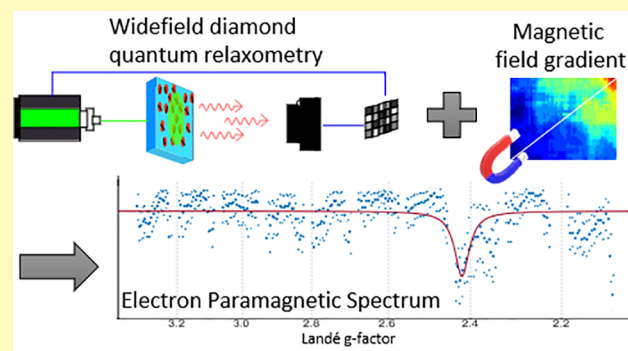 Widefield diamond
quantum relaxometry
Magnetic
field gradient
Electron Paramagnetic Spectrum
3.2 3.0 2.8 2.6 2.4 2.2
Landé g-factor